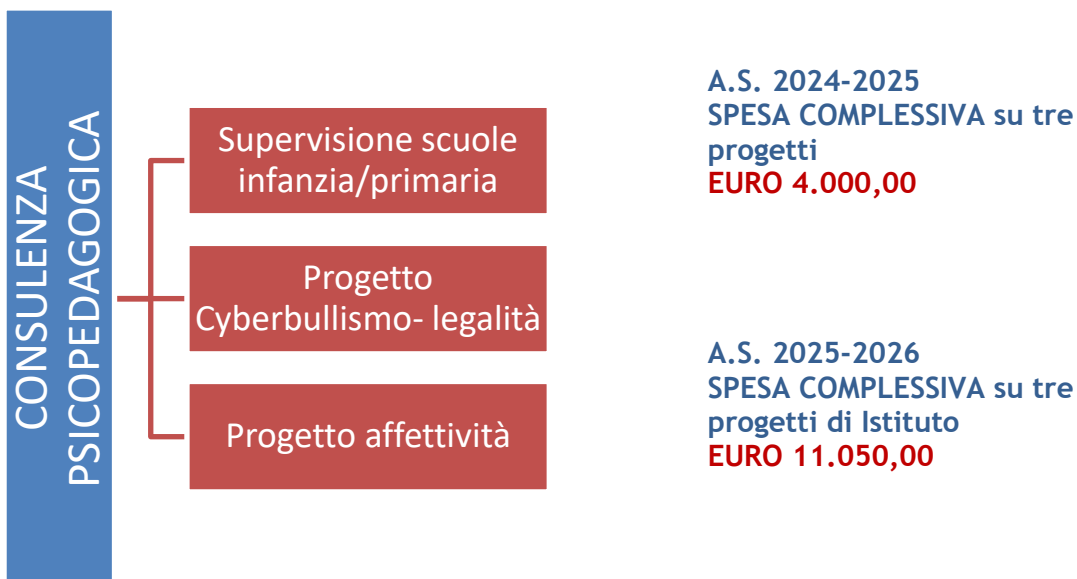 CONSULENZA
PSICOPEDAGOGICA
Supervisione scuole
infanzia/primaria
Progetto
Cyberbullismo- legalità
Progetto affettività
A.S. 2024-2025
SPESA COMPLESSIVA su tre
progetti
EURO 4.000,00
A.S. 2025-2026
SPESA COMPLESSIVA su tre
progetti di Istituto
EURO 11.050,00